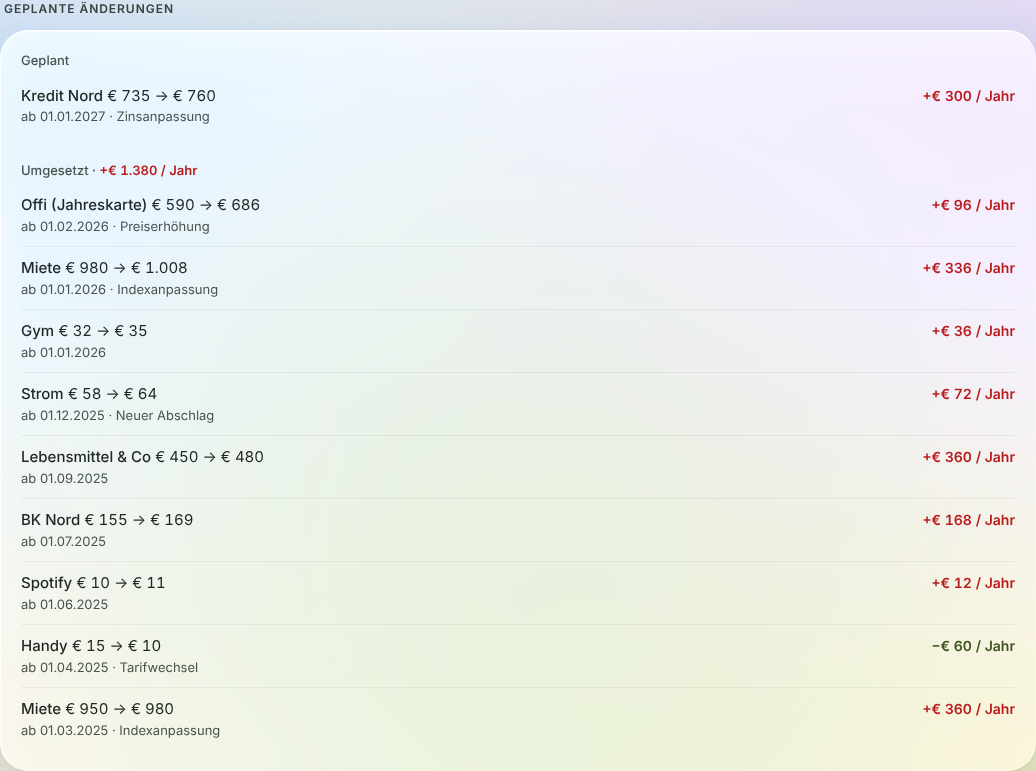 GEPLANTE ÄNDERUNGEN
Geplant
Kredit Nord € 735 → € 760 +€ 300 / Jahr
ab 01.01.2027 · Zinsanpassung
Umgesetzt · +€ 1.380 / Jahr
Offi (Jahreskarte) € 590 → € 686 +€ 96 / Jahr
ab 01.02.2026 · Preiserhöhung
Miete € 980 → € 1.008 +€ 336 / Jahr
ab 01.01.2026 · Indexanpassung
Gym € 32 → € 35 +€ 36 / Jahr
ab 01.01.2026
Strom € 58 → € 64 +€ 72 / Jahr
ab 01.12.2025 · Neuer Abschlag
Lebensmittel & Co € 450 → € 480 +€ 360 / Jahr
ab 01.09.2025
BK Nord € 155 → € 169 +€ 168 / Jahr
ab 01.07.2025
Spotify € 10 → € 11 +€ 12 / Jahr
ab 01.06.2025
Handy € 15 → € 10 −€ 60 / Jahr
ab 01.04.2025 · Tarifwechsel
Miete € 950 → € 980 +€ 360 / Jahr
ab 01.03.2025 · Indexanpassung